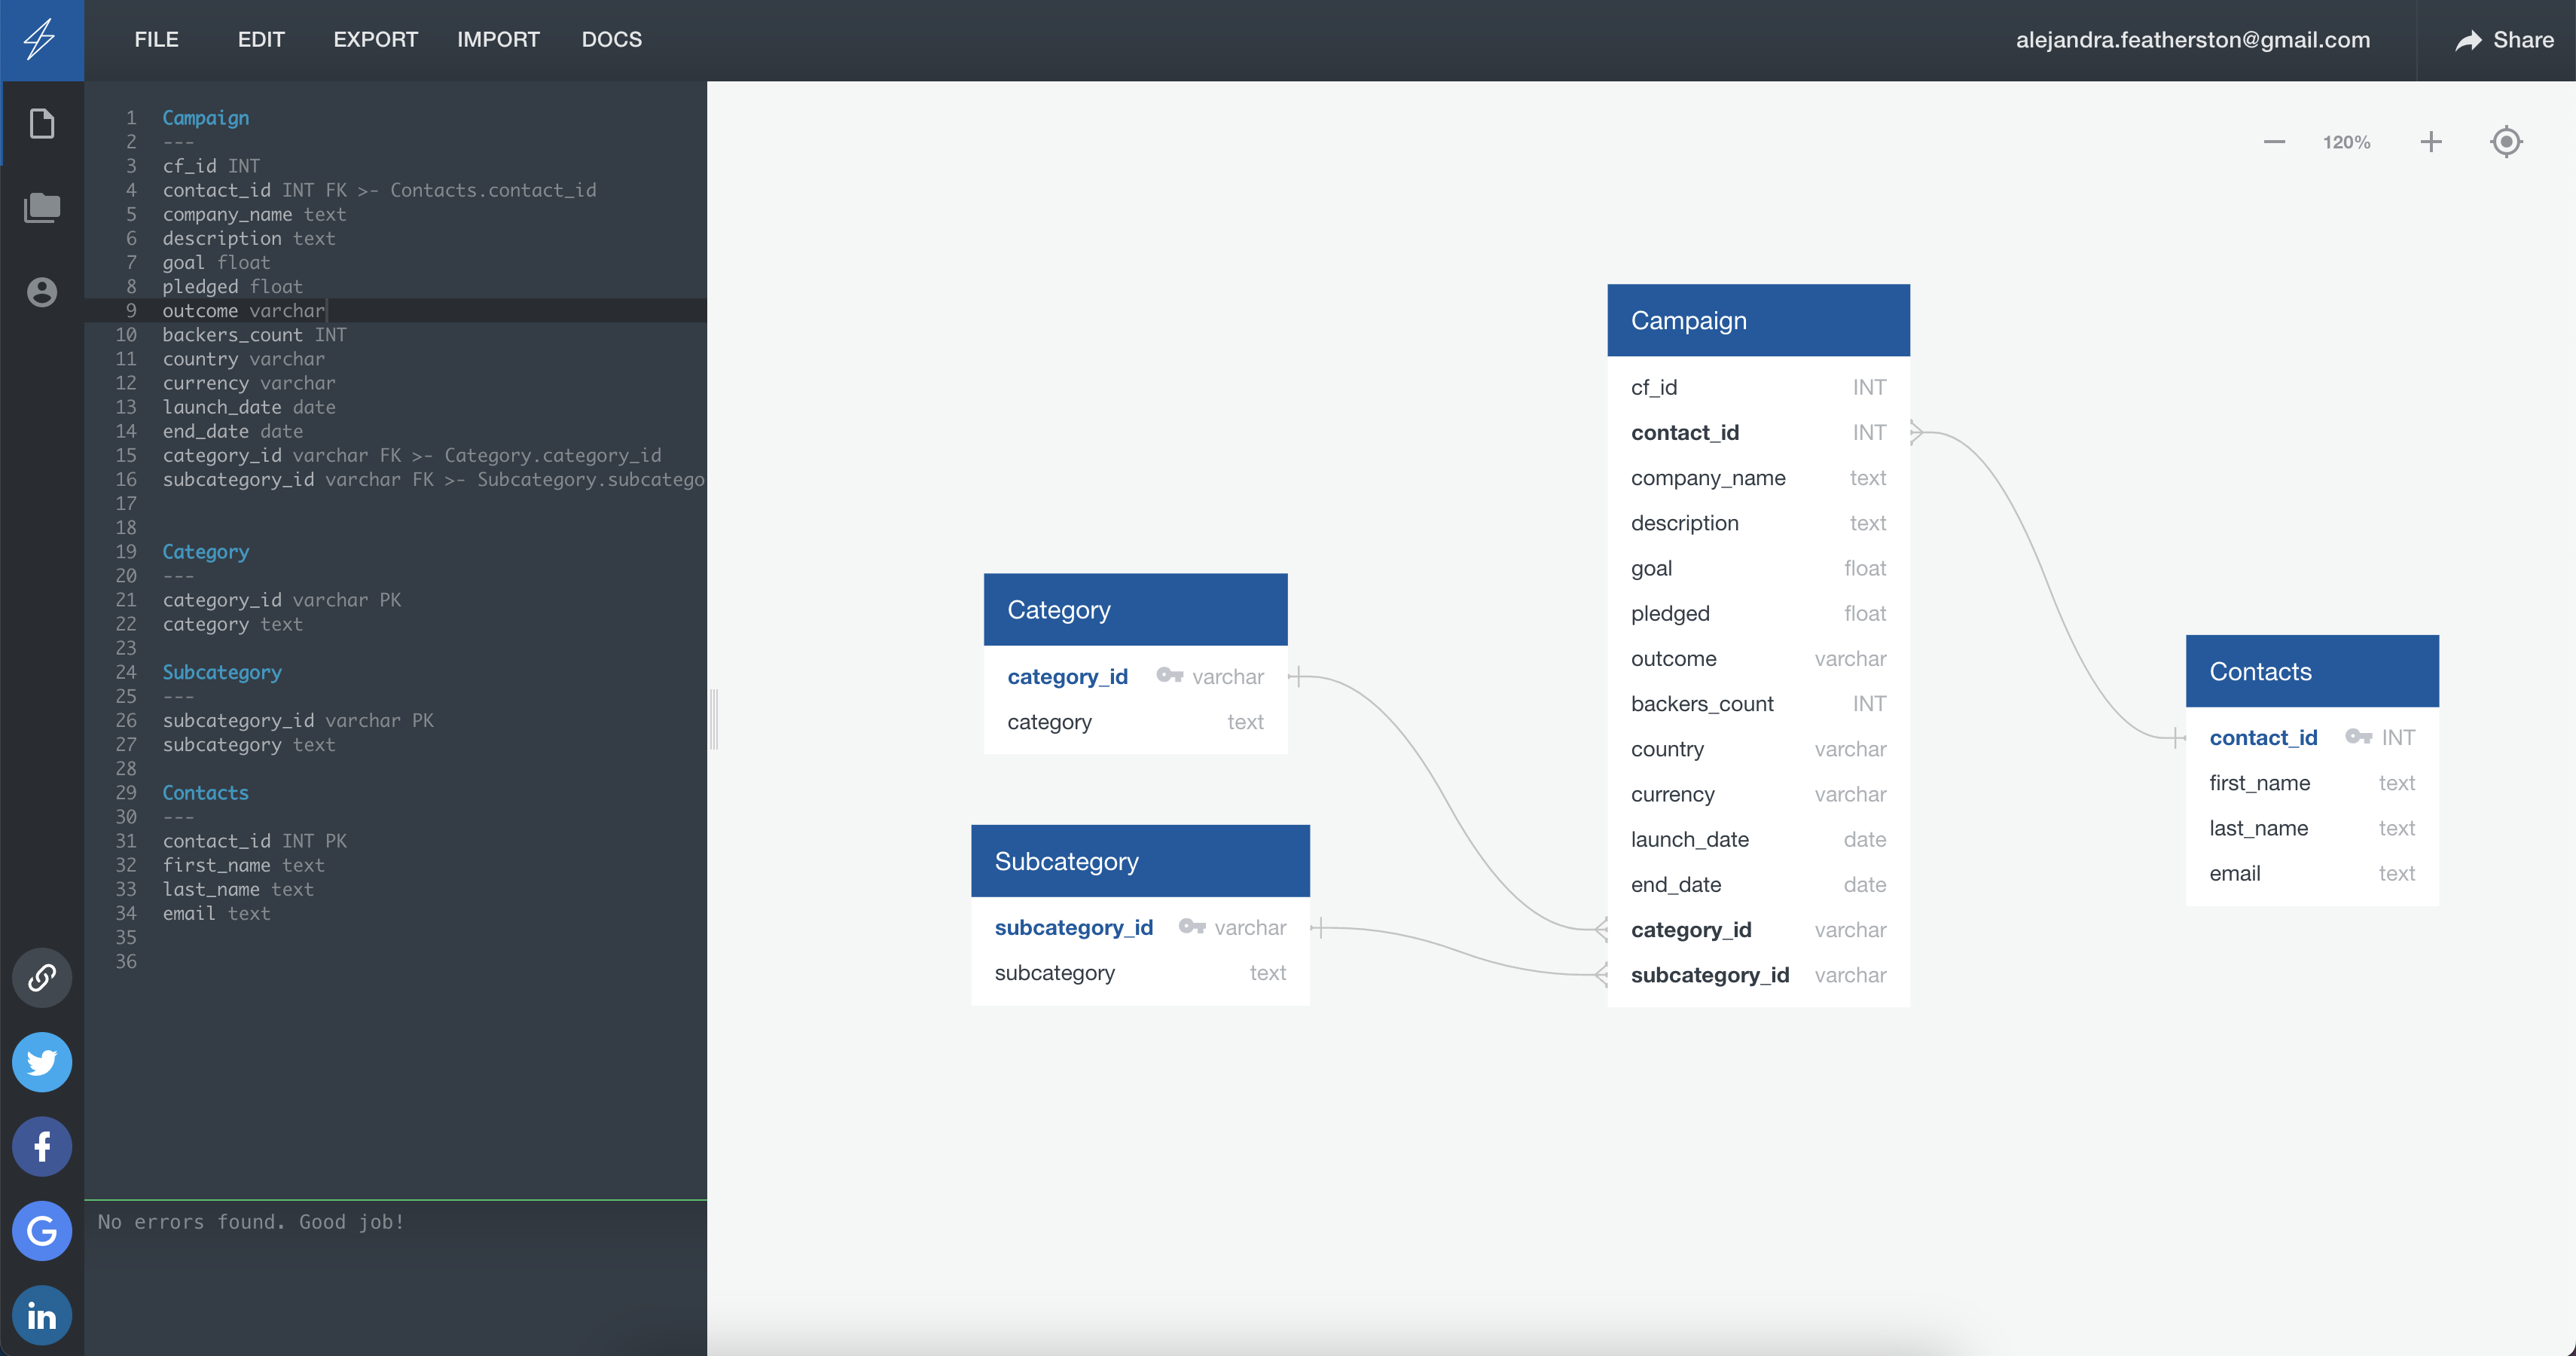 FILE EDIT EXPORT IMPORT DOCS alejandra.featherston@gmail.com Share
1 Campaign
2 ---
3 cf_id INT
4 contact_id INT FK >- Contacts.contact_id
5 company_name text
6 description text
7 goal float
8 pledged float
9 outcome varchar
10 backers_count INT
11 country varchar
12 currency varchar
13 launch_date date
14 end_date date
15 category_id varchar FK >- Category.category_id
16 subcategory_id varchar FK >- Subcategory.subcatego
17
18
19 Category
20 ---
21 category_id varchar PK
22 category text
23
24 Subcategory
25 ---
26 subcategory_id varchar PK
27 subcategory text
28
29 Contacts
30 ---
31 contact_id INT PK
32 first_name text
33 last_name text
34 email text
35
36
No errors found. Good job!
120%
Category
category_id varchar
category text
Subcategory
subcategory_id varchar
subcategory text
Campaign
cf_id INT
contact_id INT
company_name text
description text
goal float
pledged float
outcome varchar
backers_count INT
country varchar
currency varchar
launch_date date
end_date date
category_id varchar
subcategory_id varchar
Contacts
contact_id INT
first_name text
last_name text
email text
f
G
in